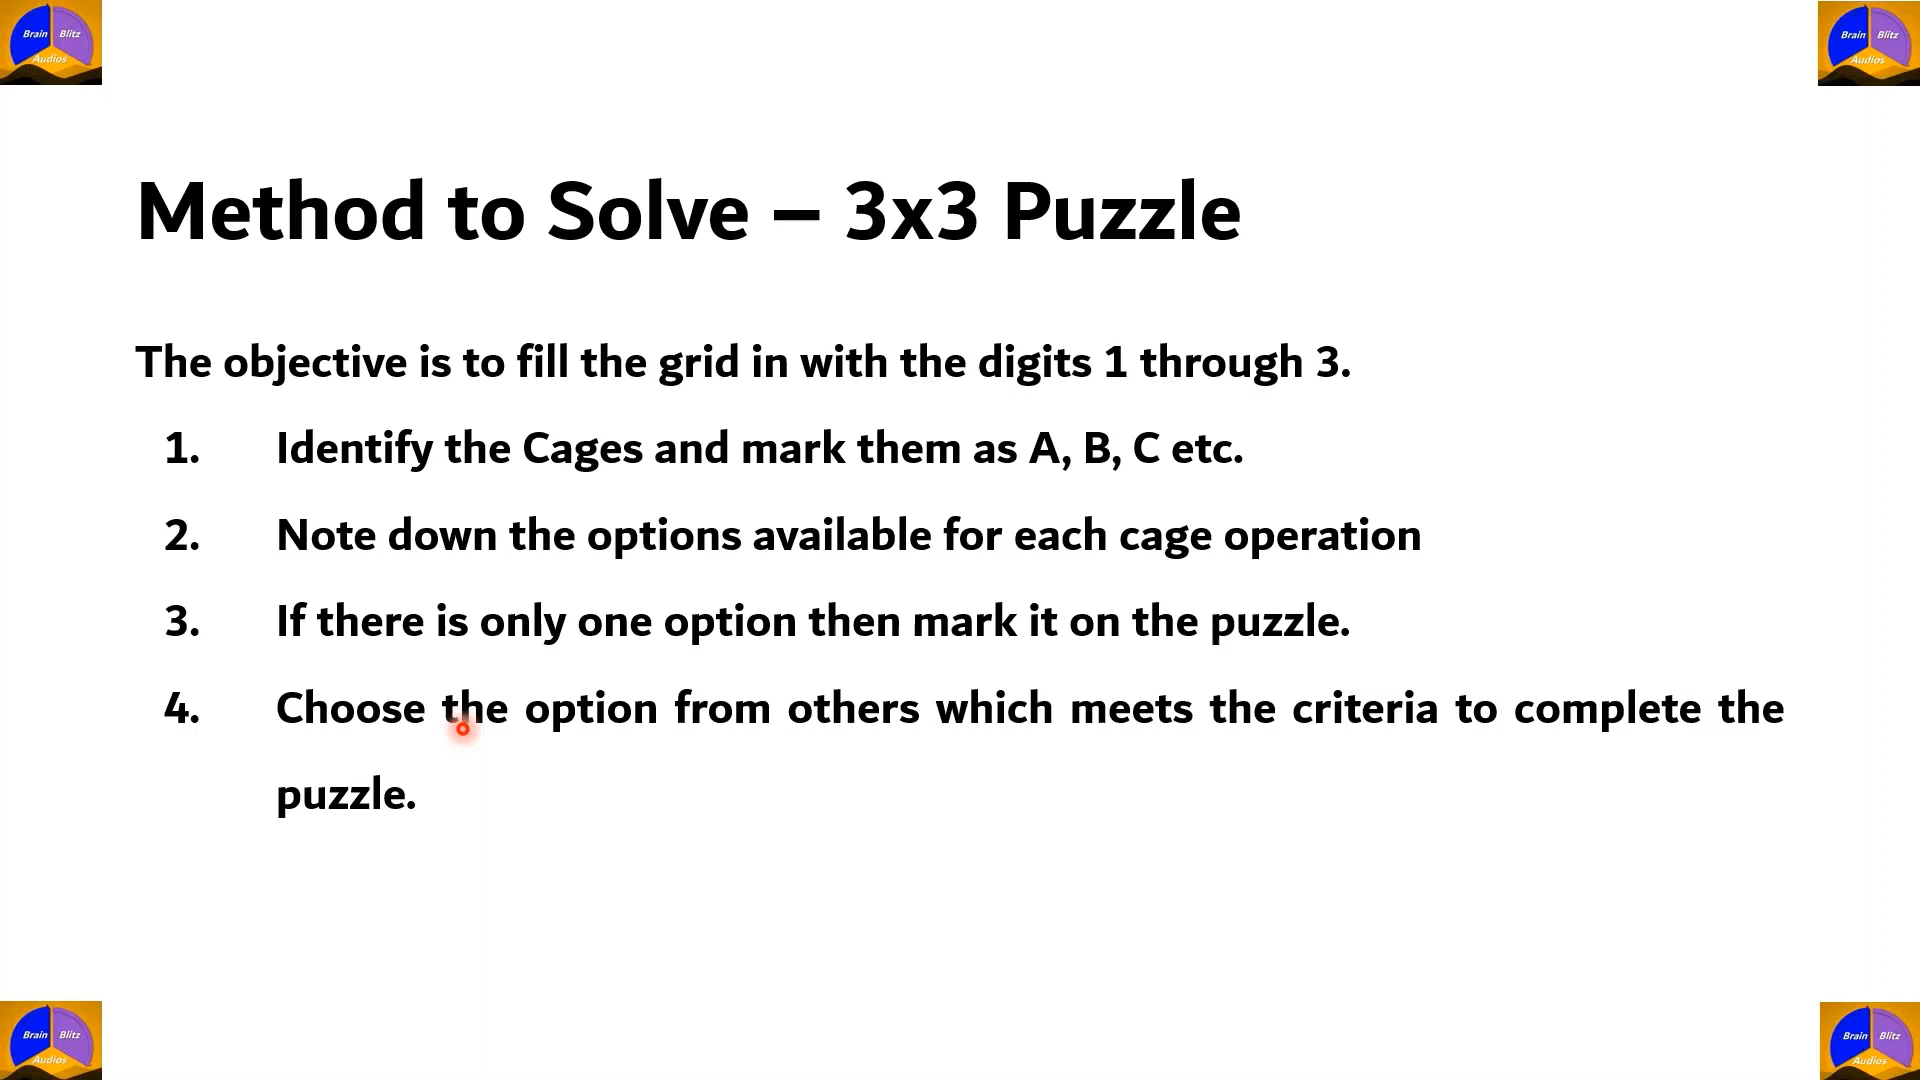 Brain Blitz
Audios
Brain Blitz
Audios
Method to Solve – 3x3 Puzzle
The objective is to fill the grid in with the digits 1 through 3.
1. Identify the Cages and mark them as A, B, C etc.
2. Note down the options available for each cage operation
3. If there is only one option then mark it on the puzzle.
4. Choose the option from others which meets the criteria to complete the
puzzle.
Brain Blitz
Audios
Brain Blitz
Audios